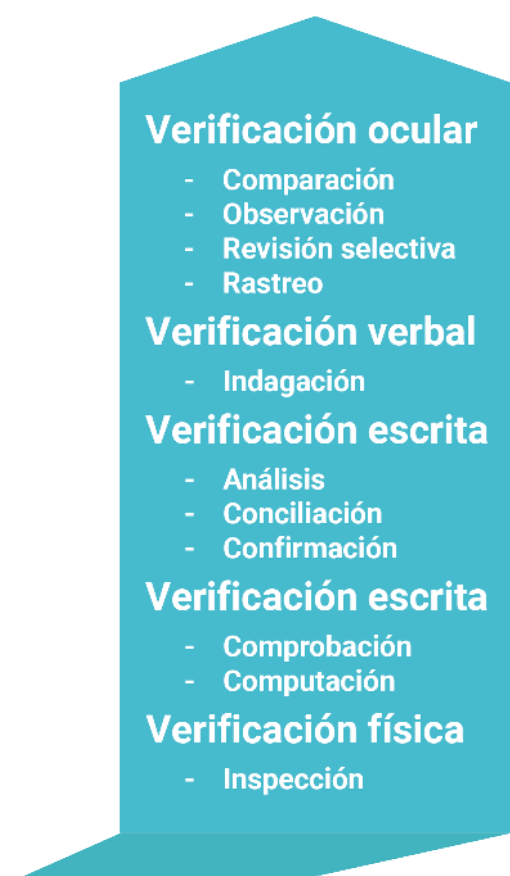 Verificación ocular
- Comparación
- Observación
- Revisión selectiva
- Rastreo
Verificación verbal
- Indagación
Verificación escrita
- Análisis
- Conciliación
- Confirmación
Verificación escrita
- Comprobación
- Computación
Verificación física
- Inspección